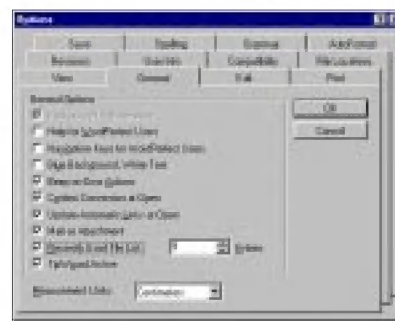 Options
Save Spelling Grammar AutoFormat
Revisions User Info Compatibility File Locations
View General Edit Print
General Options
Help for WordPerfect Users
Navigation Keys for WordPerfect Users
Blue Background, White Text
Beep on Error Actions
Confirm Conversion at Open
Update Automatic Links at Open
Mail as Attachment
Recently Used File List: 9 Entries
Measurement Units: Centimeters
OK
Cancel